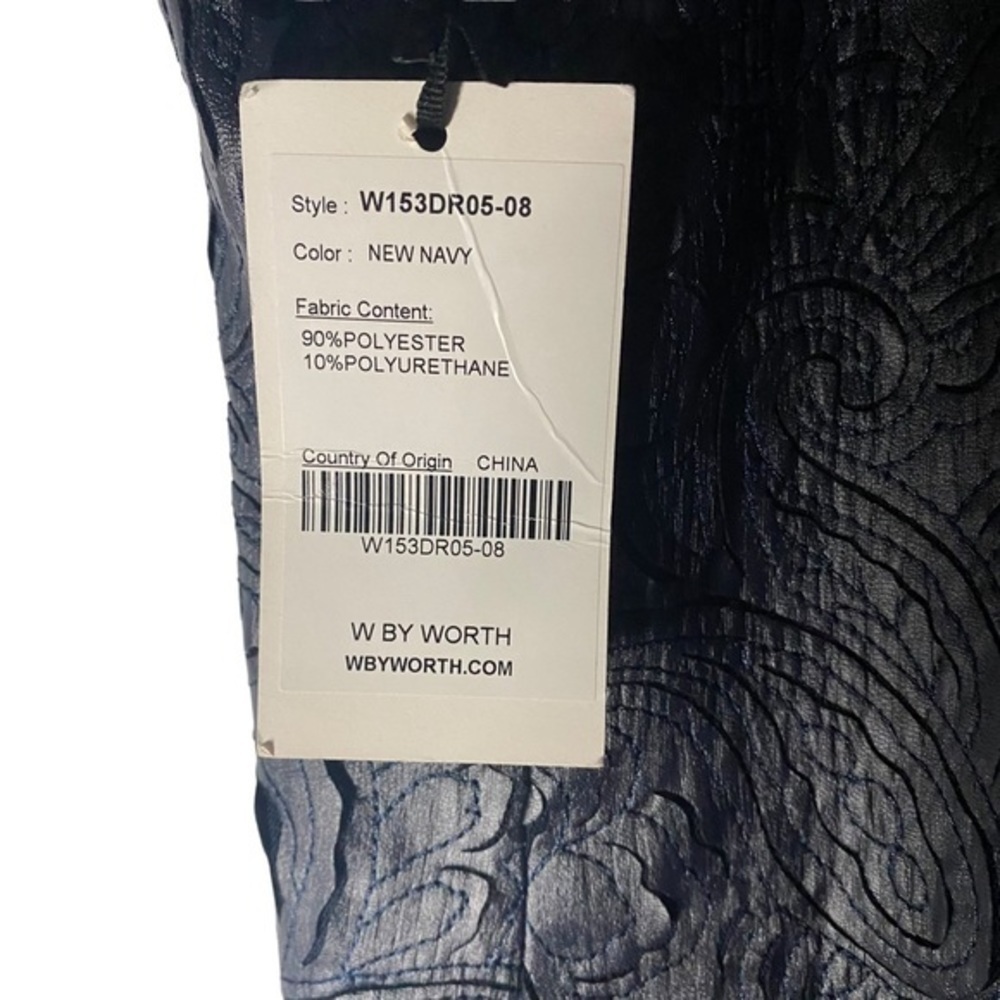 Style : W153DR05-08
Color : NEW NAVY
Fabric Content:
90%POLYESTER
10%POLYURETHANE
Country Of Origin CHINA
W153DR05-08
W BY WORTH
WBYWORTH.COM